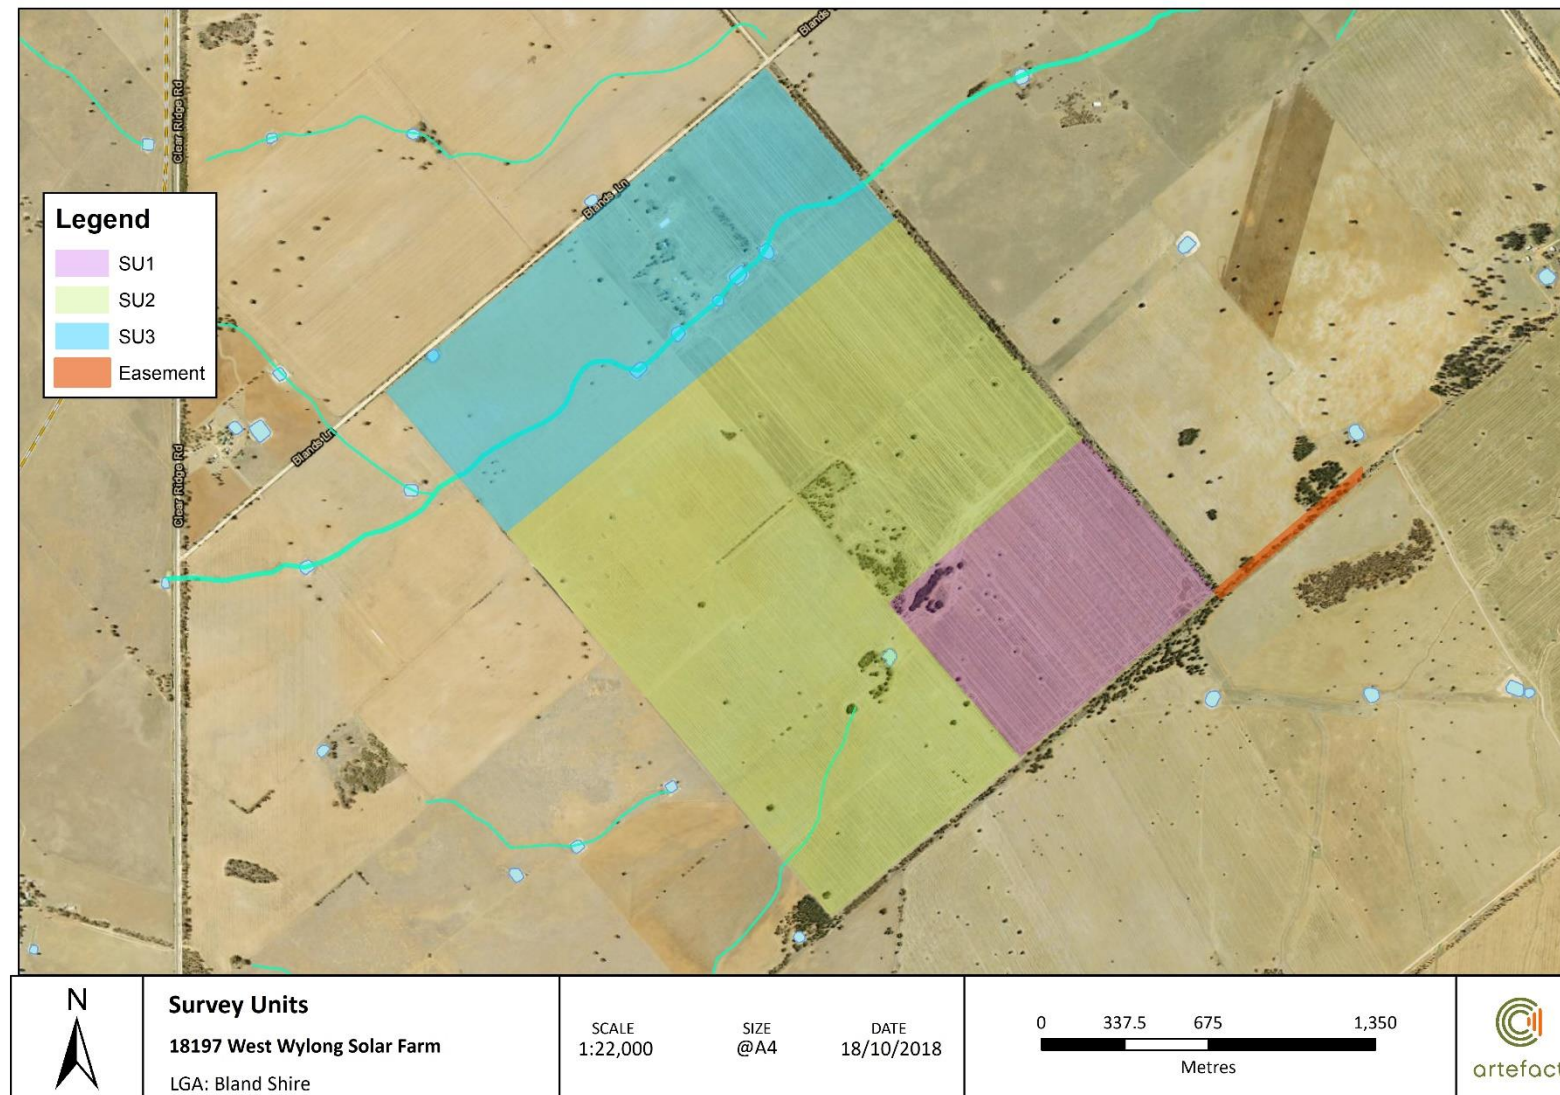 Blands
Clear Ridge Rd
Blands Ln
Legend
SU1
SU2
SU3
Easement
Blands Ln
Clear Ridge Rd
N
Survey Units
18197 West Wylong Solar Farm
LGA: Bland Shire
SCALE
1:22,000
SIZE
@A4
DATE
18/10/2018
0 337.5 675 1,350
Metres
artefact